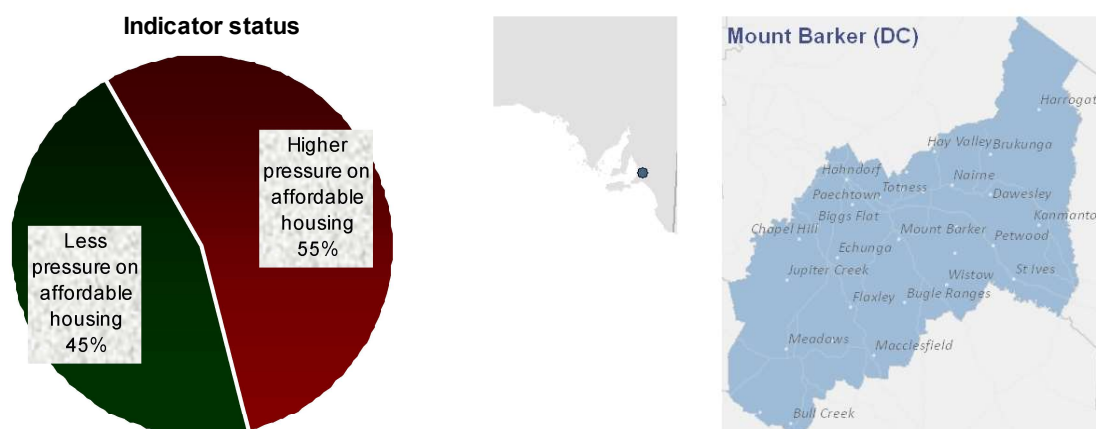 Indicator status
Higher
pressure on
affordable
housing
55%
Less
pressure on
affordable
housing
45%
Mount Barker (DC)
Harrogat
Hay Valley
Brukunga
Hahndorf
Nairne
Totness
Paechtown
Dawesley
Biggs Flat
Kanmanto
Chapel Hill
Mount Barker
Petwood
Echunga
Jupiter Creek
Wistow
St Ives
Flaxley
Bugle Ranges
Meadows
Macclesfield
Bull Creek